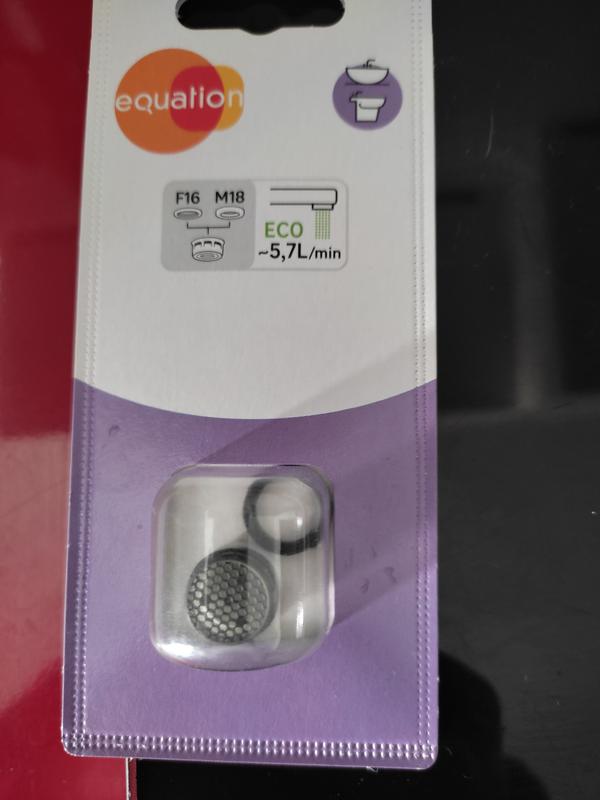 equation
F16 M18
ECO
~5,7L/min